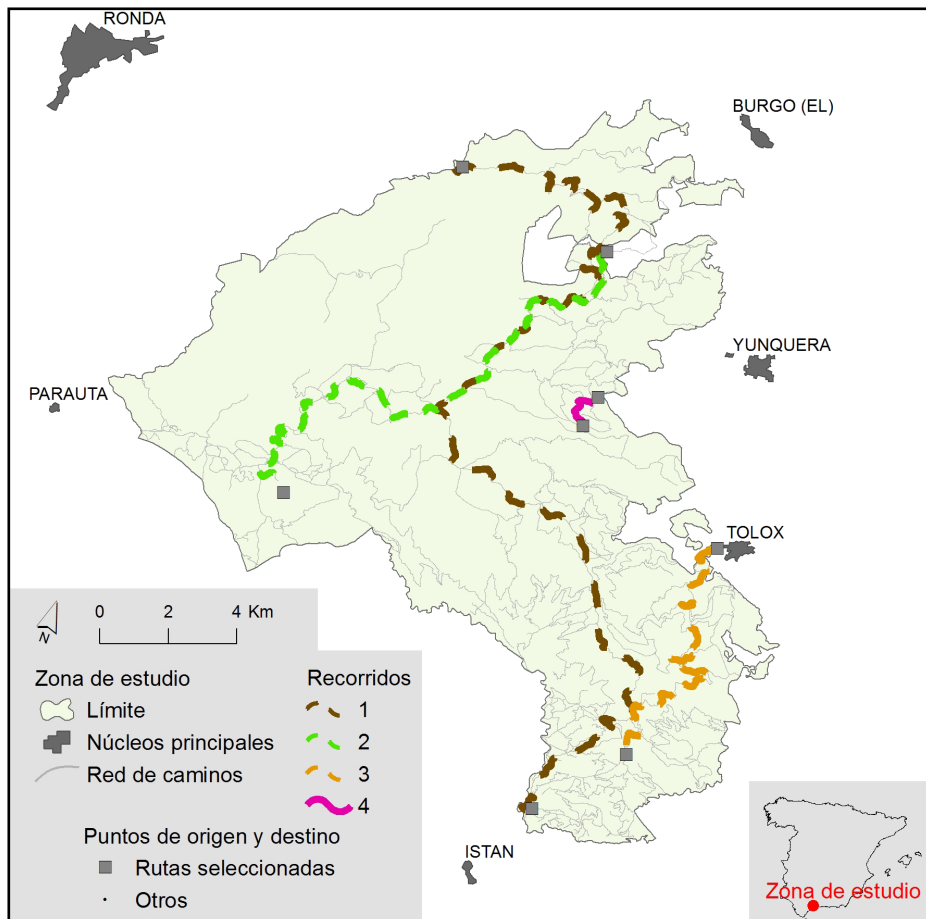 RONDA
BURGO (EL)
YUNQUERA
PARAUTA
TOLOX
ISTAN
N
0 2 4 Km
Zona de estudio
Límite
Núcleos principales
Red de caminos
Recorridos
1
2
3
4
Puntos de origen y destino
Rutas seleccionadas
Otros
Zona de estudio